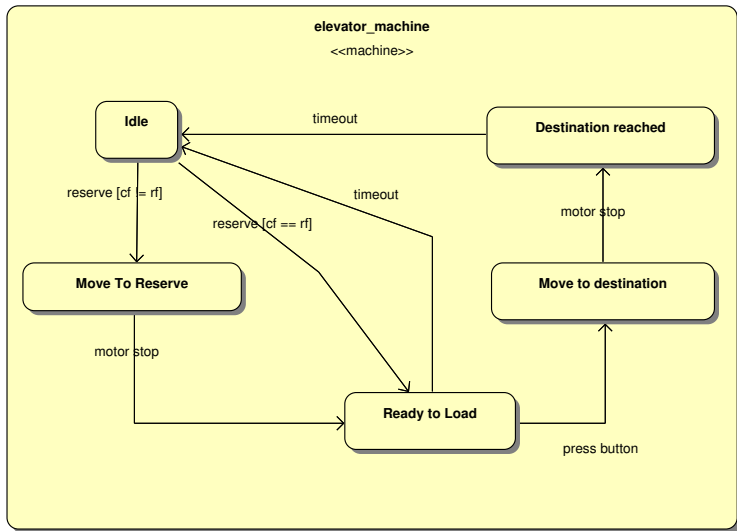 elevator_machine
<<machine>>
Idle
timeout
Destination reached
reserve [cf != rf]
timeout
reserve [cf == rf]
motor stop
Move To Reserve
Move to destination
motor stop
Ready to Load
press button